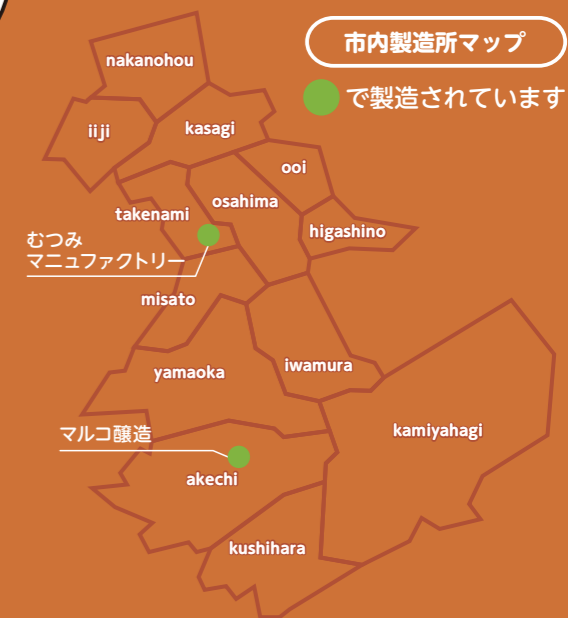 市内製造所マップ
で製造されています
nakanohou
iiji
kasagi
ooi
osahima
takenami
higashino
むつみ
マニュファクトリー
misato
iwamura
yamaoka
kamiyahagi
マルコ醸造
akechi
kushihara